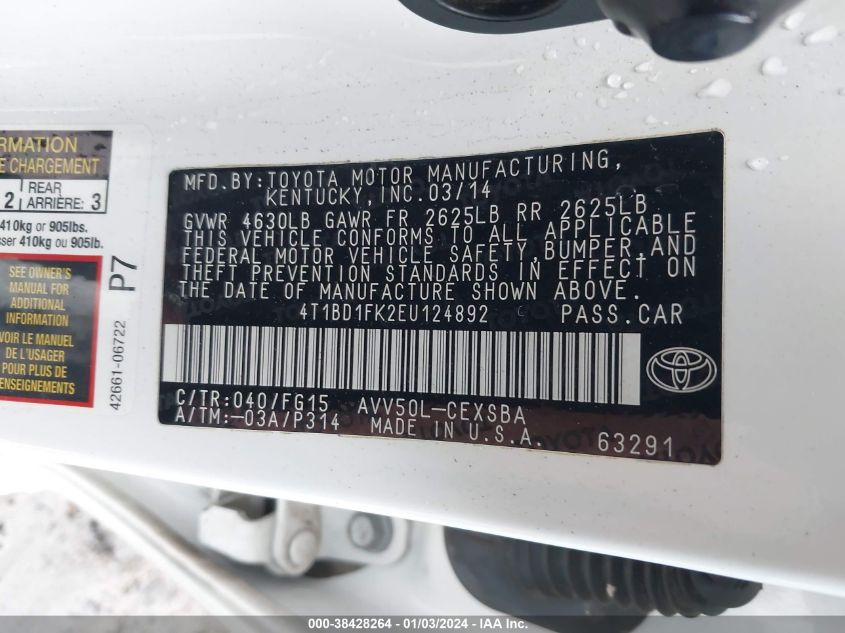 RMATION
E CHARGEMENT
2 REAR ARRIÈRE: 3
410kg or 905lbs.
sser 410kg ou 905lb.
SEE OWNER'S
MANUAL FOR
ADDITIONAL
INFORMATION
VOIR LE MANUEL
DE L'USAGER
POUR PLUS DE
RENSEIGNEMENTS
P7
42661-06722
MFD.BY:TOYOTA MOTOR MANUFACTURING,
KENTUCKY,INC.03/14
GVWR 4630LB GAWR FR 2625LB RR 2625LB
THIS VEHICLE CONFORMS TO ALL APPLICABLE
FEDERAL MOTOR VEHICLE SAFETY,BUMPER,AND
THEFT PREVENTION STANDARDS IN EFFECT ON
THE DATE OF MANUFACTURE SHOWN ABOVE.
4T1BD1FK2EU124892 PASS.CAR
C/TR:040/FG15 AVV50L-CEXSBA
A/TM:-03A/P314 MADE IN U.S.A. 63291
000-38428264 - 01/03/2024 - © IAA Inc.